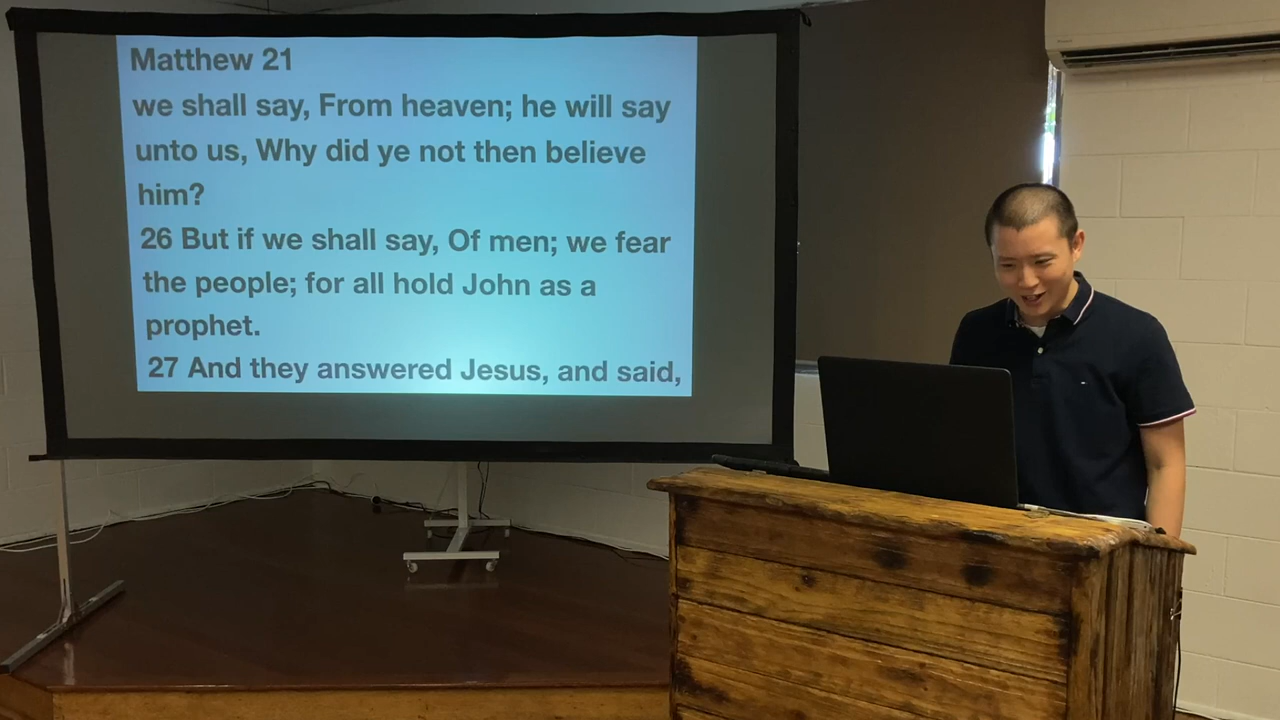 Matthew 21
we shall say, From heaven; he will say
unto us, Why did ye not then believe
him?
26 But if we shall say, Of men; we fear
the people; for all hold John as a
prophet.
27 And they answered Jesus, and said,